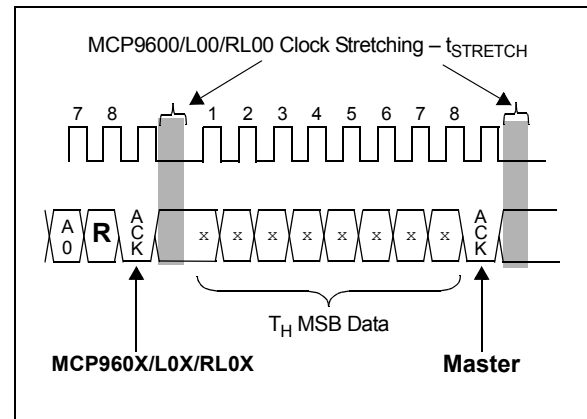 MCP9600/L00/RL00 Clock Stretching – tSTRETCH
7 8 1 2 3 4 5 6 7 8
A0 R ACK x x x x x x x x ACK
TH MSB Data
MCP960X/L0X/RL0X Master